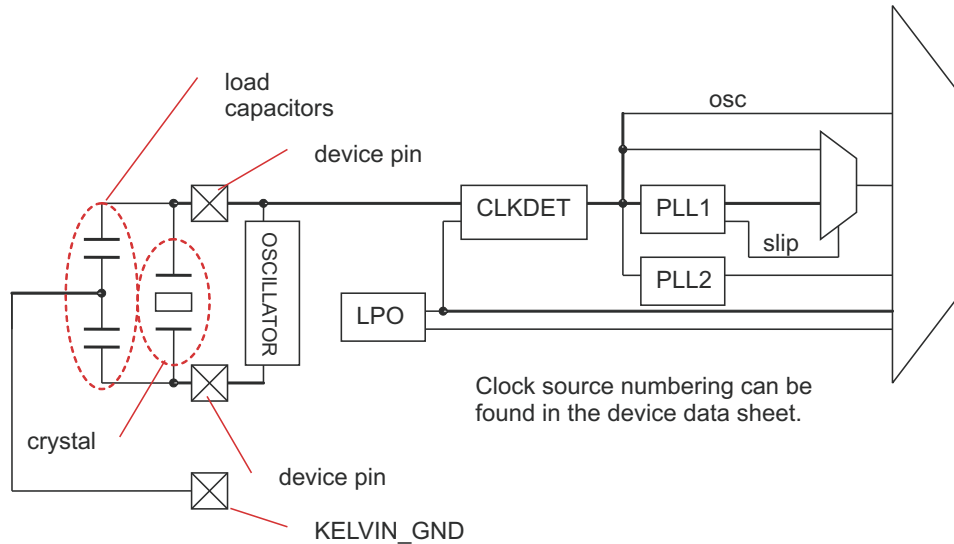 load
capacitors
osc
device pin
CLKDET
PLL1
OSCILLATOR
slip
PLL2
LPO
Clock source numbering can be
found in the device data sheet.
crystal
device pin
KELVIN_GND